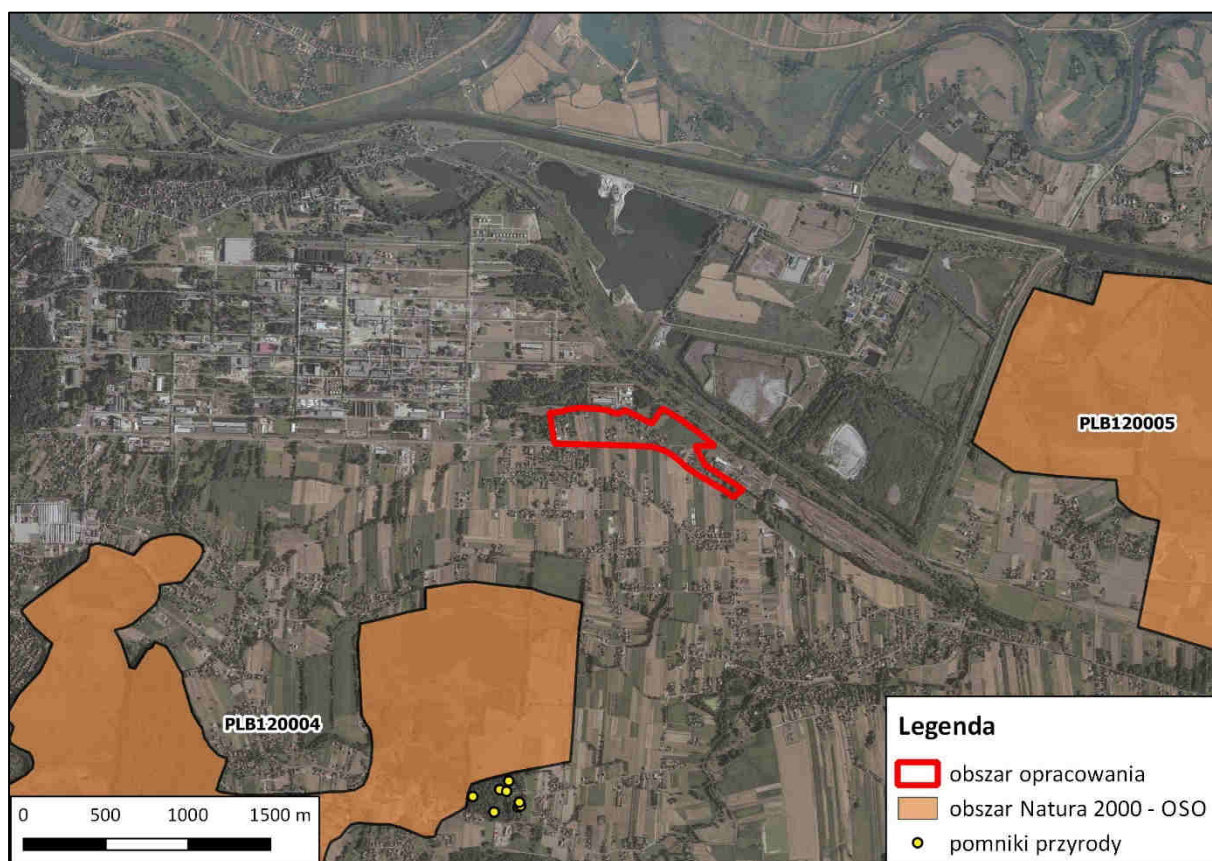 PLB120005
PLB120004
0 500 1000 1500 m
Legenda
obszar opracowania
obszar Natura 2000 - OSO
pomniki przyrody